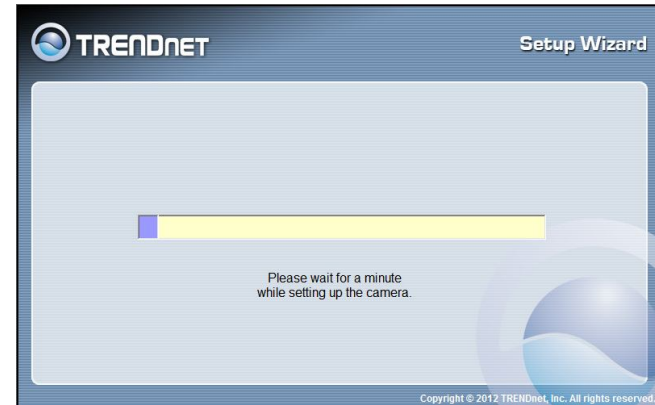 TRENDNET
Setup Wizard
Please wait for a minute
while setting up the camera.
Copyright © 2012 TRENDnet, Inc. All rights reserved.